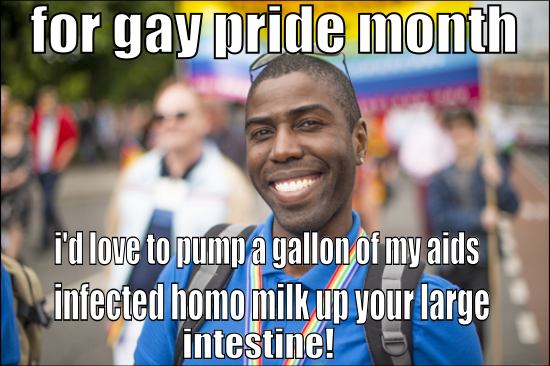 for gay pride month
i'd love to pump a gallon of my aids
infected homo milk up your large
intestine!